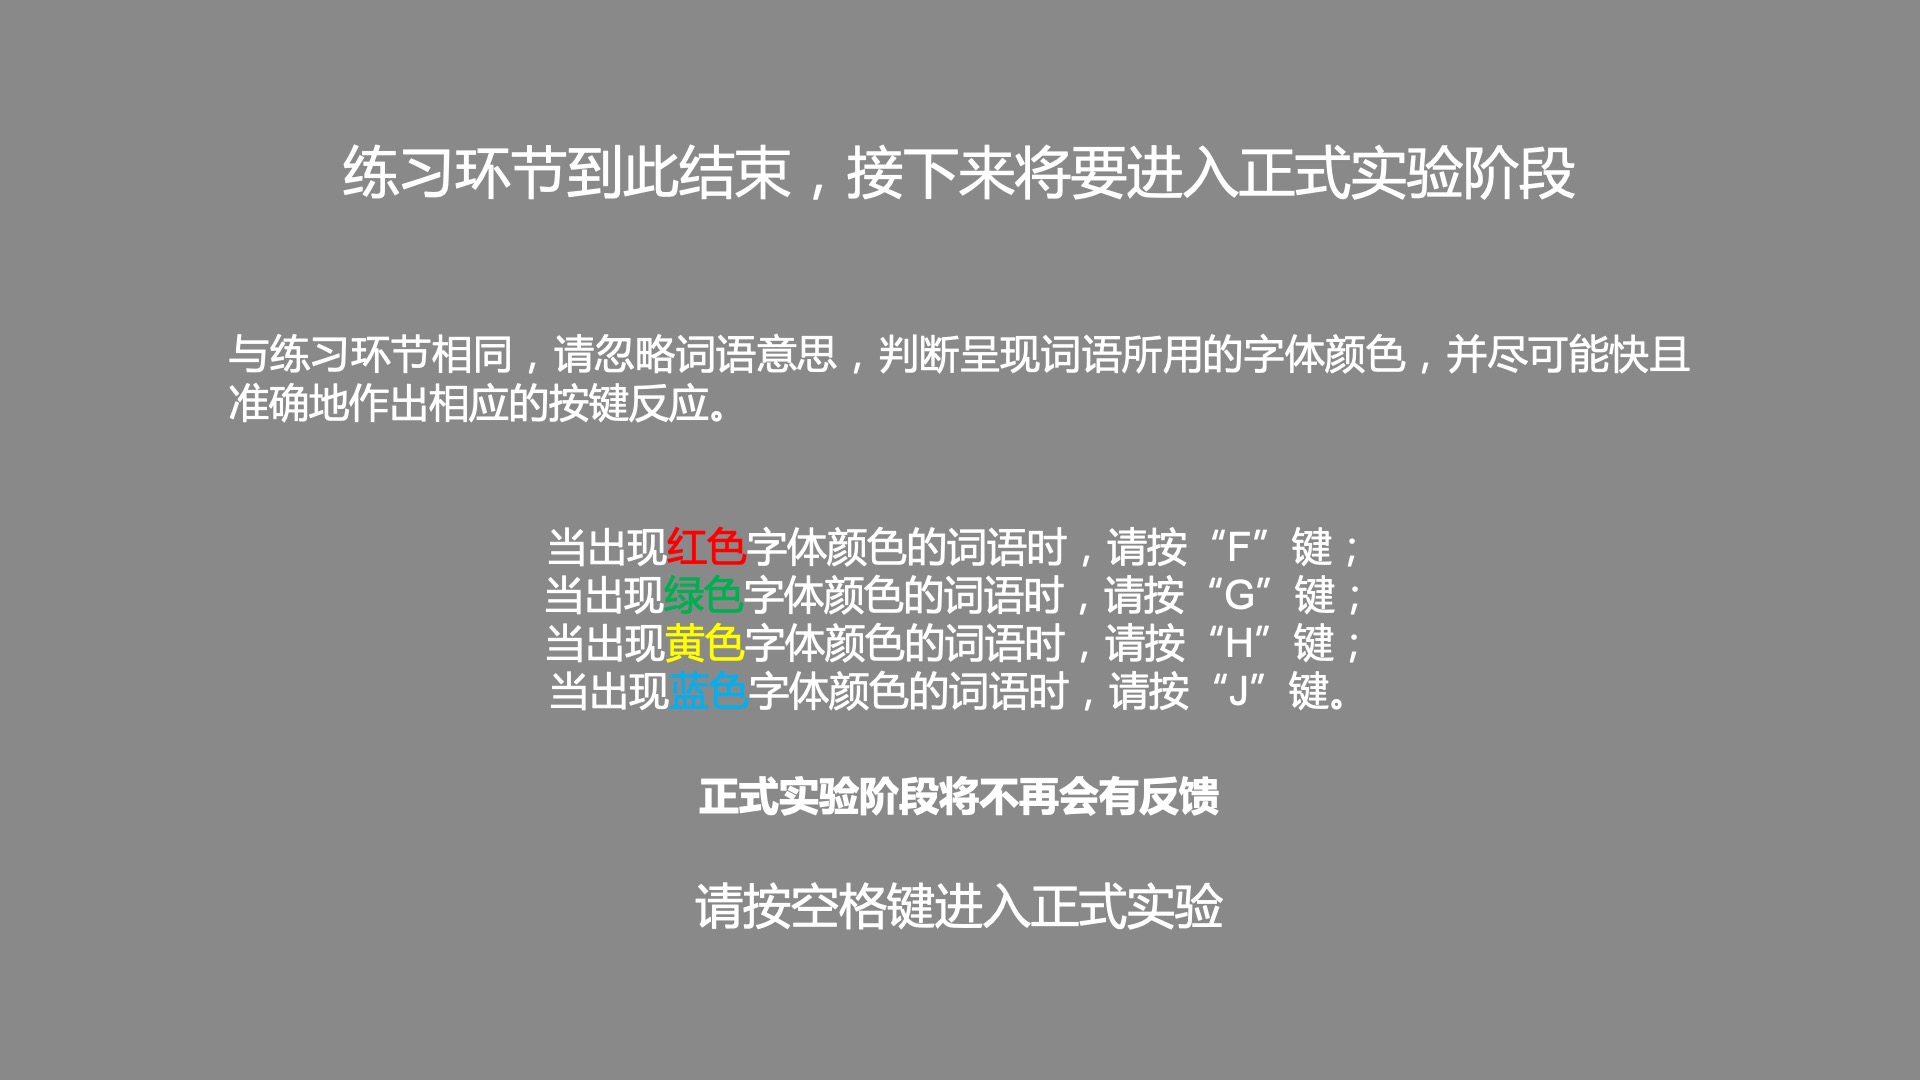 练习环节到此结束，接下来将要进入正式实验阶段
与练习环节相同，请忽略词语意思，判断呈现词语所用的字体颜色，并尽可能快且
准确地作出相应的按键反应。
当出现红色字体颜色的词语时，请按“F”键；
当出现绿色字体颜色的词语时，请按“G”键；
当出现黄色字体颜色的词语时，请按“H”键；
当出现蓝色字体颜色的词语时，请按“J”键。
正式实验阶段将不再会有反馈
请按空格键进入正式实验